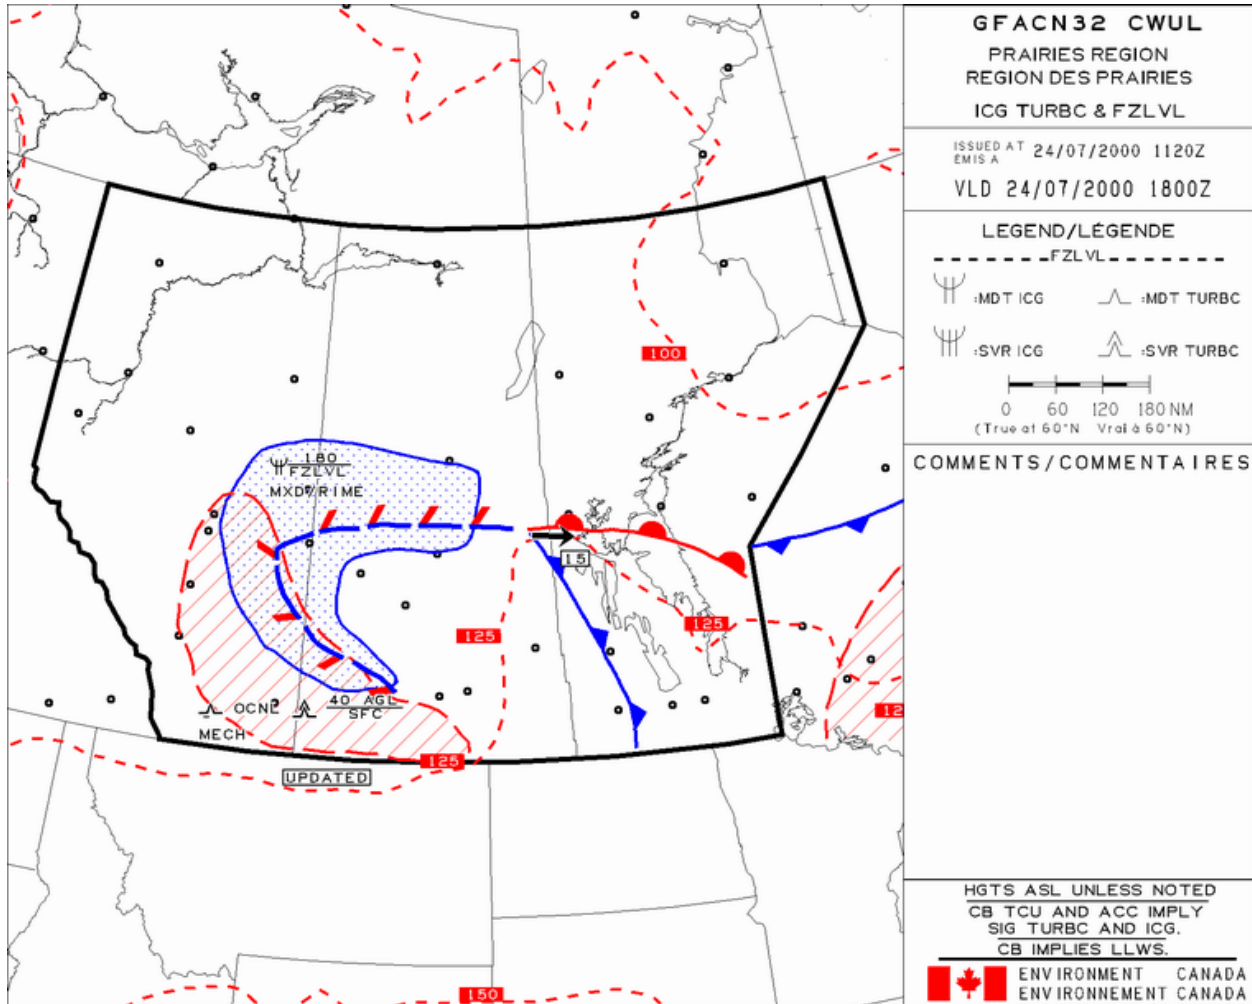 GFACN32 CWUL
PRAIRIES REGION
REGION DES PRAIRIES
ICG TURBC & FZLVL
ISSUED AT 24/07/2000 1120Z
ÉMIS A
VLD 24/07/2000 1800Z
LEGEND/LÉGENDE
FZLVL
:MDT ICG
:MDT TURBC
:SVR ICG
:SVR TURBC
0 60 120 180 NM
(True at 60°N Vrai à 60°N)
COMMENTS/COMMENTAIRES
100
180
FZLVL
MXD/RIME
15
125
125
OCNL
40 AGL
SFC
MECH
12
125
UPDATED
150
HGTS ASL UNLESS NOTED
CB TCU AND ACC IMPLY
SIG TURBC AND ICG.
CB IMPLIES LLWS.
ENVIRONMENT CANADA
ENVIRONNEMENT CANADA